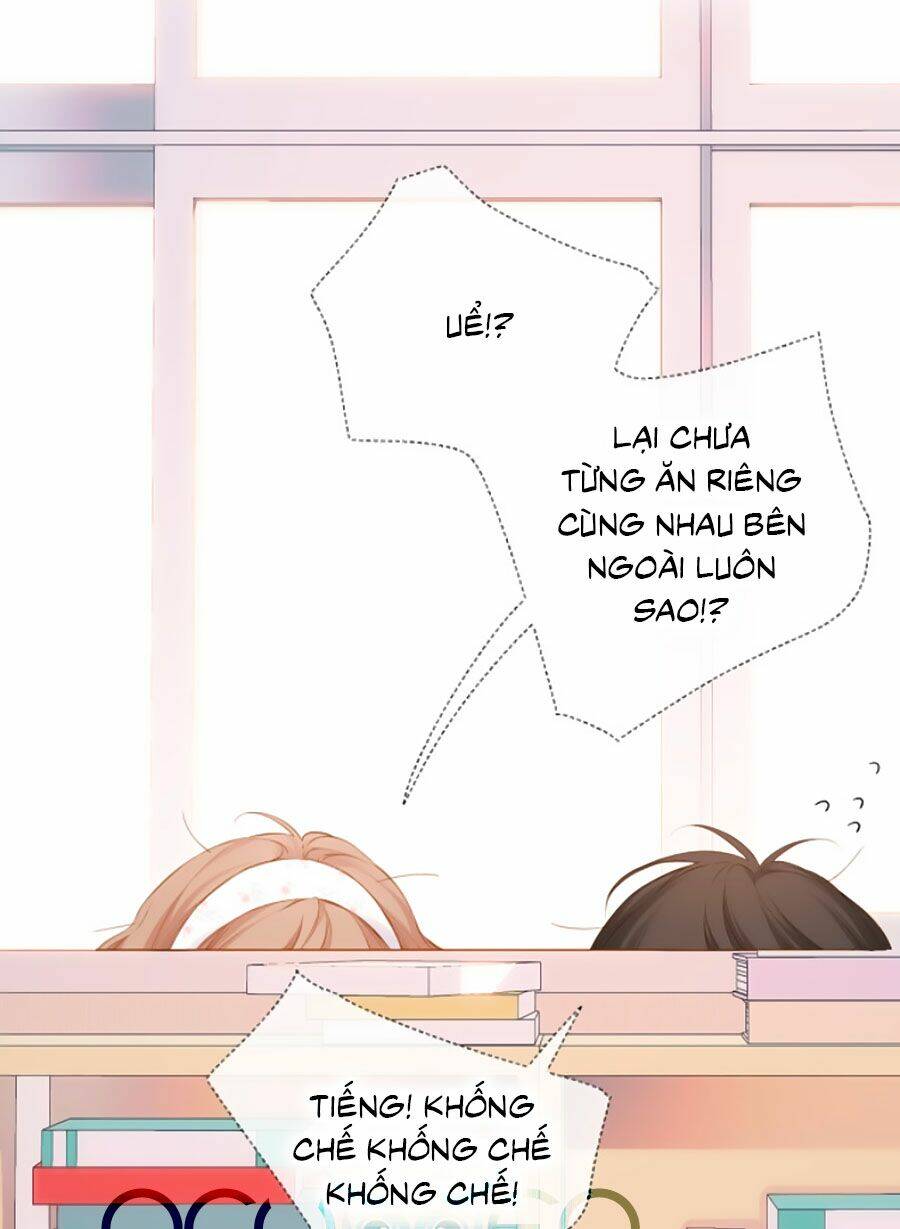 UỂ!?
LẠI CHƯA
TỪNG ĂN RIÊNG
CÙNG NHAU BÊN
NGOÀI LUÔN
SAO!?
TIẾNG! KHỐNG
CHẾ KHỐNG CHẾ
KHỐNG CHẾ!